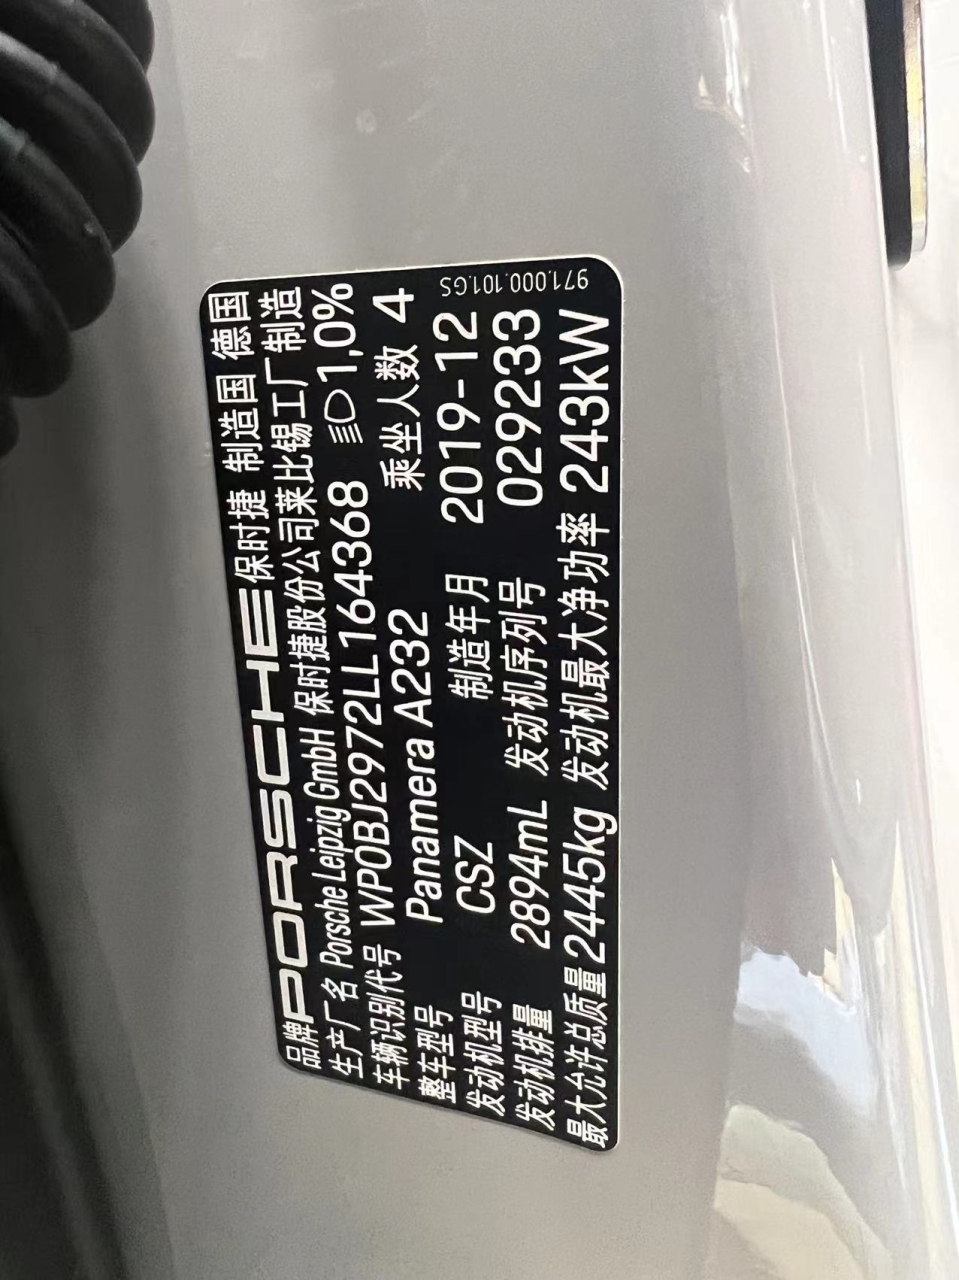 品牌 PORSCHE 保时捷 制造国 德国
生产厂名 Porsche Leipzig GmbH 保时捷股份公司莱比锡工厂制造
车辆识别代号 WP0BJ2972LL164368 1,0%
整车型号 Panamera A232 乘坐人数 4
发动机型号 CSZ 制造年月 2019-12
发动机排量 2894mL 发动机序列号 029233
最大允许总质量 2445kg 发动机最大净功率 243kW
971.000.101.GS